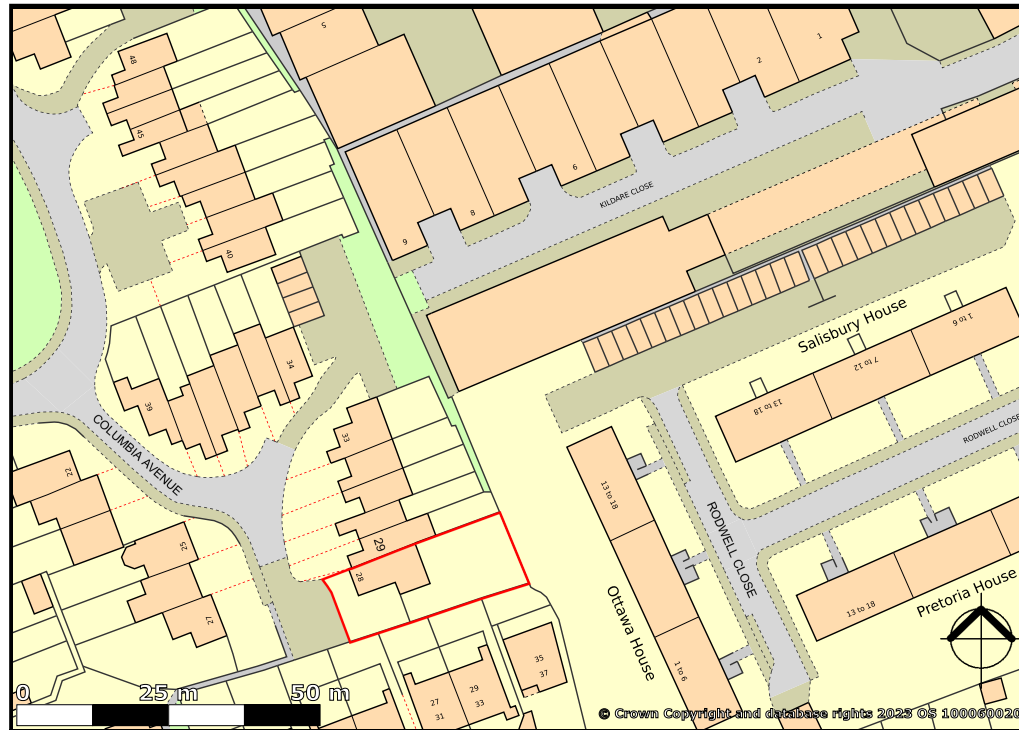 5
1
2
48
45
6
KILDARE CLOSE
8
9
40
Salisbury House
1 to 6
7 to 12
34
39
13 to 18
COLUMBIA AVENUE
33
RODWELL CLOSE
22
13 to 18
RODWELL CLOSE
25
29
28
Ottawa House
Pretoria House
13 to 18
27
35
37
1 to 6
27
29
31
33
0
25 m
50 m
© Crown Copyright and database rights 2023 OS 100060020